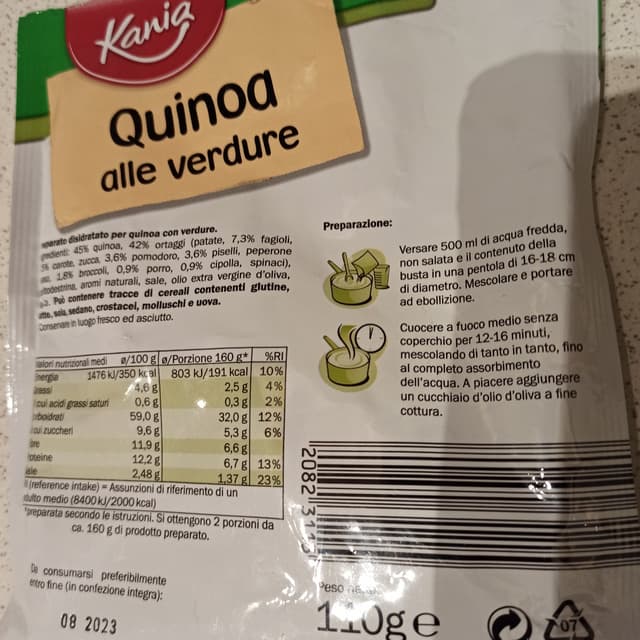 Kania
Quinoa
alle verdure
disidratato per quinoa con verdure.
45% quinoa, 42% ortaggi (patate, 7,3% fagioli,
carote, zucca, 3,6% pomodoro, 3,6% piselli, peperone
1,8% broccoli, 0,9% porro, 0,9% cipolla, spinaci),
aromi naturali, sale, olio extra vergine d'oliva,
Può contenere tracce di cereali contenenti glutine,
soia, sedano, crostacei, molluschi e uova.
Conservare in luogo fresco ed asciutto.
Preparazione:
Versare 500 ml di acqua fredda,
non salata e il contenuto della
busta in una pentola di 16-18 cm
di diametro. Mescolare e portare
ad ebollizione.
Cuocere a fuoco medio senza
coperchio per 12-16 minuti,
mescolando di tanto in tanto, fino
al completo assorbimento
dell'acqua. A piacere aggiungere
un cucchiaio d'olio d'oliva a fine
cottura.
valori nutrizionali medi ø/100 g ø/Porzione 160 g* %RI
Energia 1476 kJ/350 kcal 803 kJ/191 kcal 10%
4,6 g 2,5 g 4%
cui acidi grassi saturi 0,6 g 0,3 g 2%
59,0 g 32,0 g 12%
cui zuccheri 9,6 g 5,3 g 6%
11,9 g 6,6 g
12,2 g 6,7 g 13%
2,48 g 1,37 g 23%
(reference intake) = Assunzioni di riferimento di un
adulto medio (8400 kJ/2000 kcal)
*preparata secondo le istruzioni. Si ottengono 2 porzioni da
ca. 160 g di prodotto preparato.
Da consumarsi preferibilmente
entro fine (in confezione integra):
08 2023
2082
Peso
110g e
07